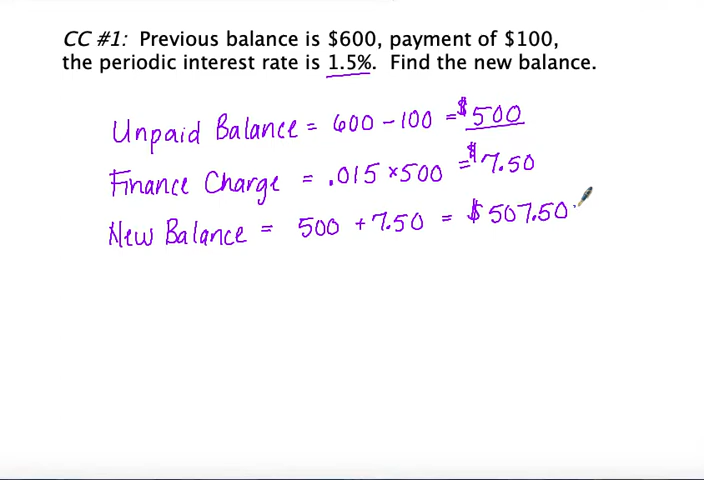 CC #1: Previous balance is $600, payment of $100,
the periodic interest rate is 1.5%. Find the new balance.
Unpaid Balance = 600 - 100 = $500
Finance Charge = .015 × 500 = $7.50
New Balance = 500 + 7.50 = $507.50